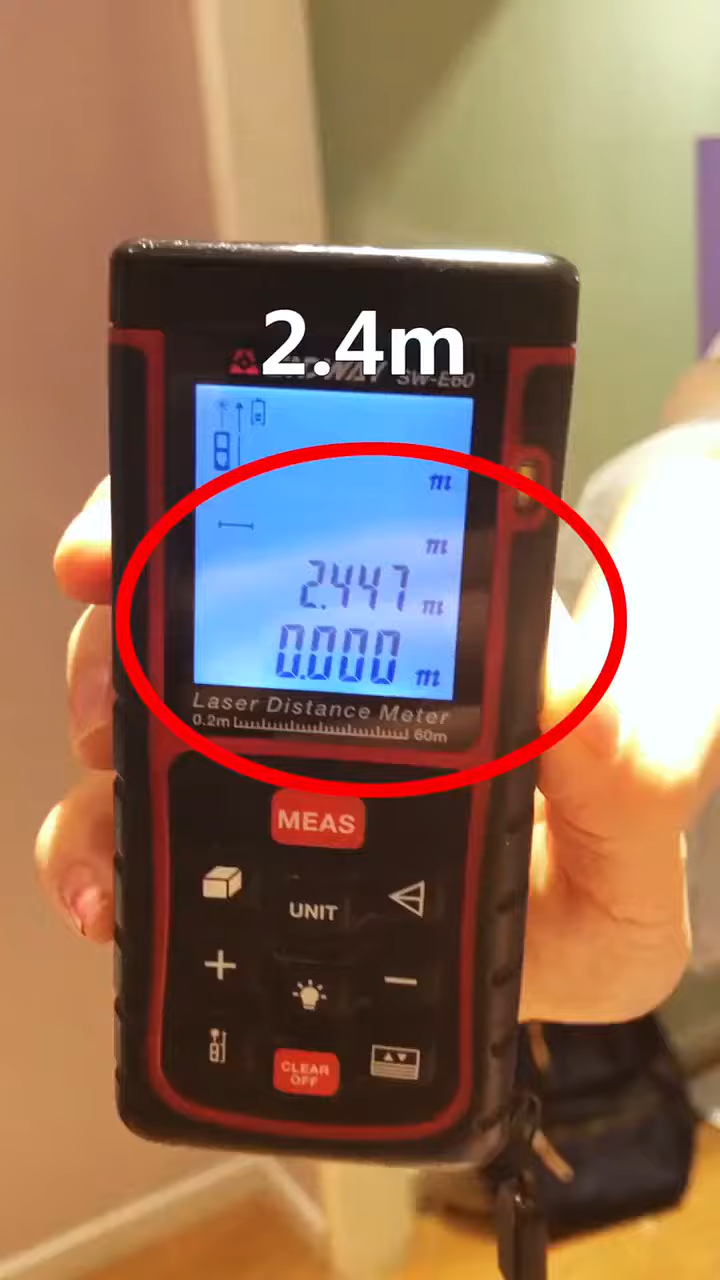 2.4m
SW-E60
m
m
2.447 m
0.000 m
Laser Distance Meter
0.2m 60m
MEAS
UNIT
+
−
CLEAR
OFF